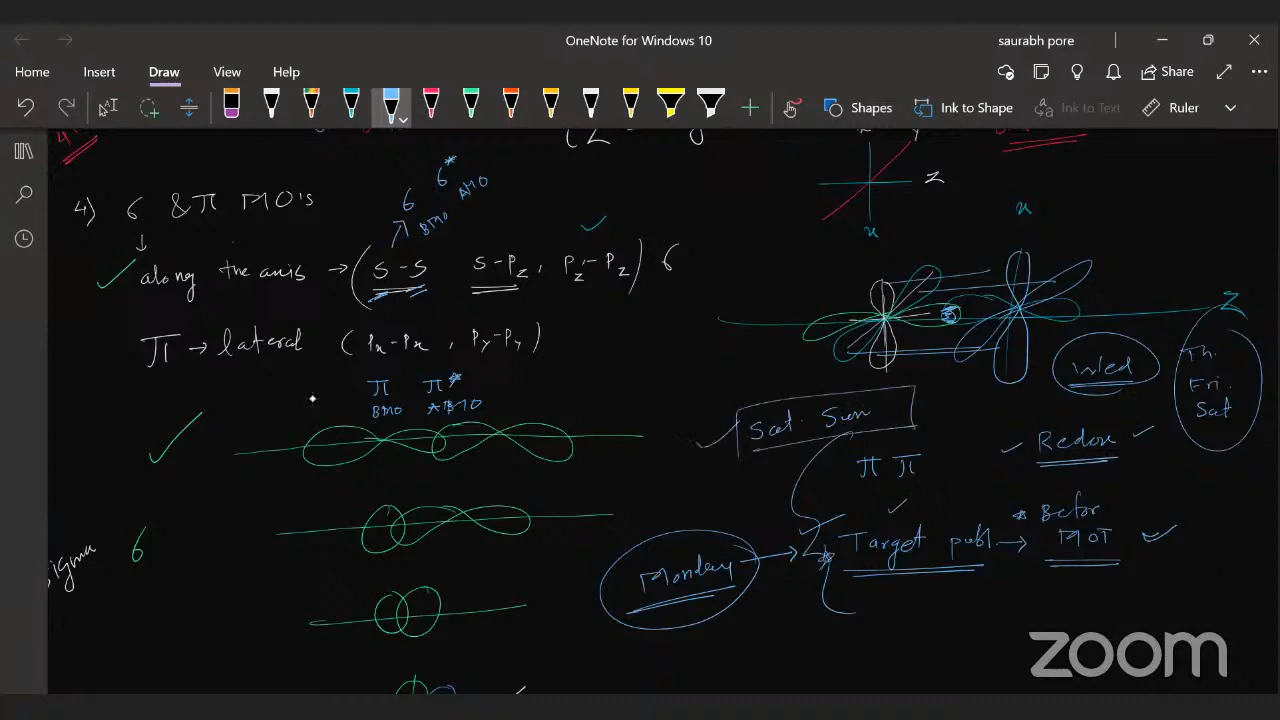 OneNote for Windows 10
saurabh pore
Home Insert Draw View Help
Share
Shapes
Ink to Shape
Ink to Text
Ruler
4) σ & π MO's
σ σ*
BMO AMO
↓
along the axis → (s-s s-Pz, Pz-Pz) σ
π → lateral (Px-Px, Py-Py)
π π*
BMO ABMO
σ
sigma
z
x
x
z
Wed
Th.
Fri.
Sat
Sat. Sun
π π
Redox
* Befor
Target publ. → MOT
Monday →
zoom